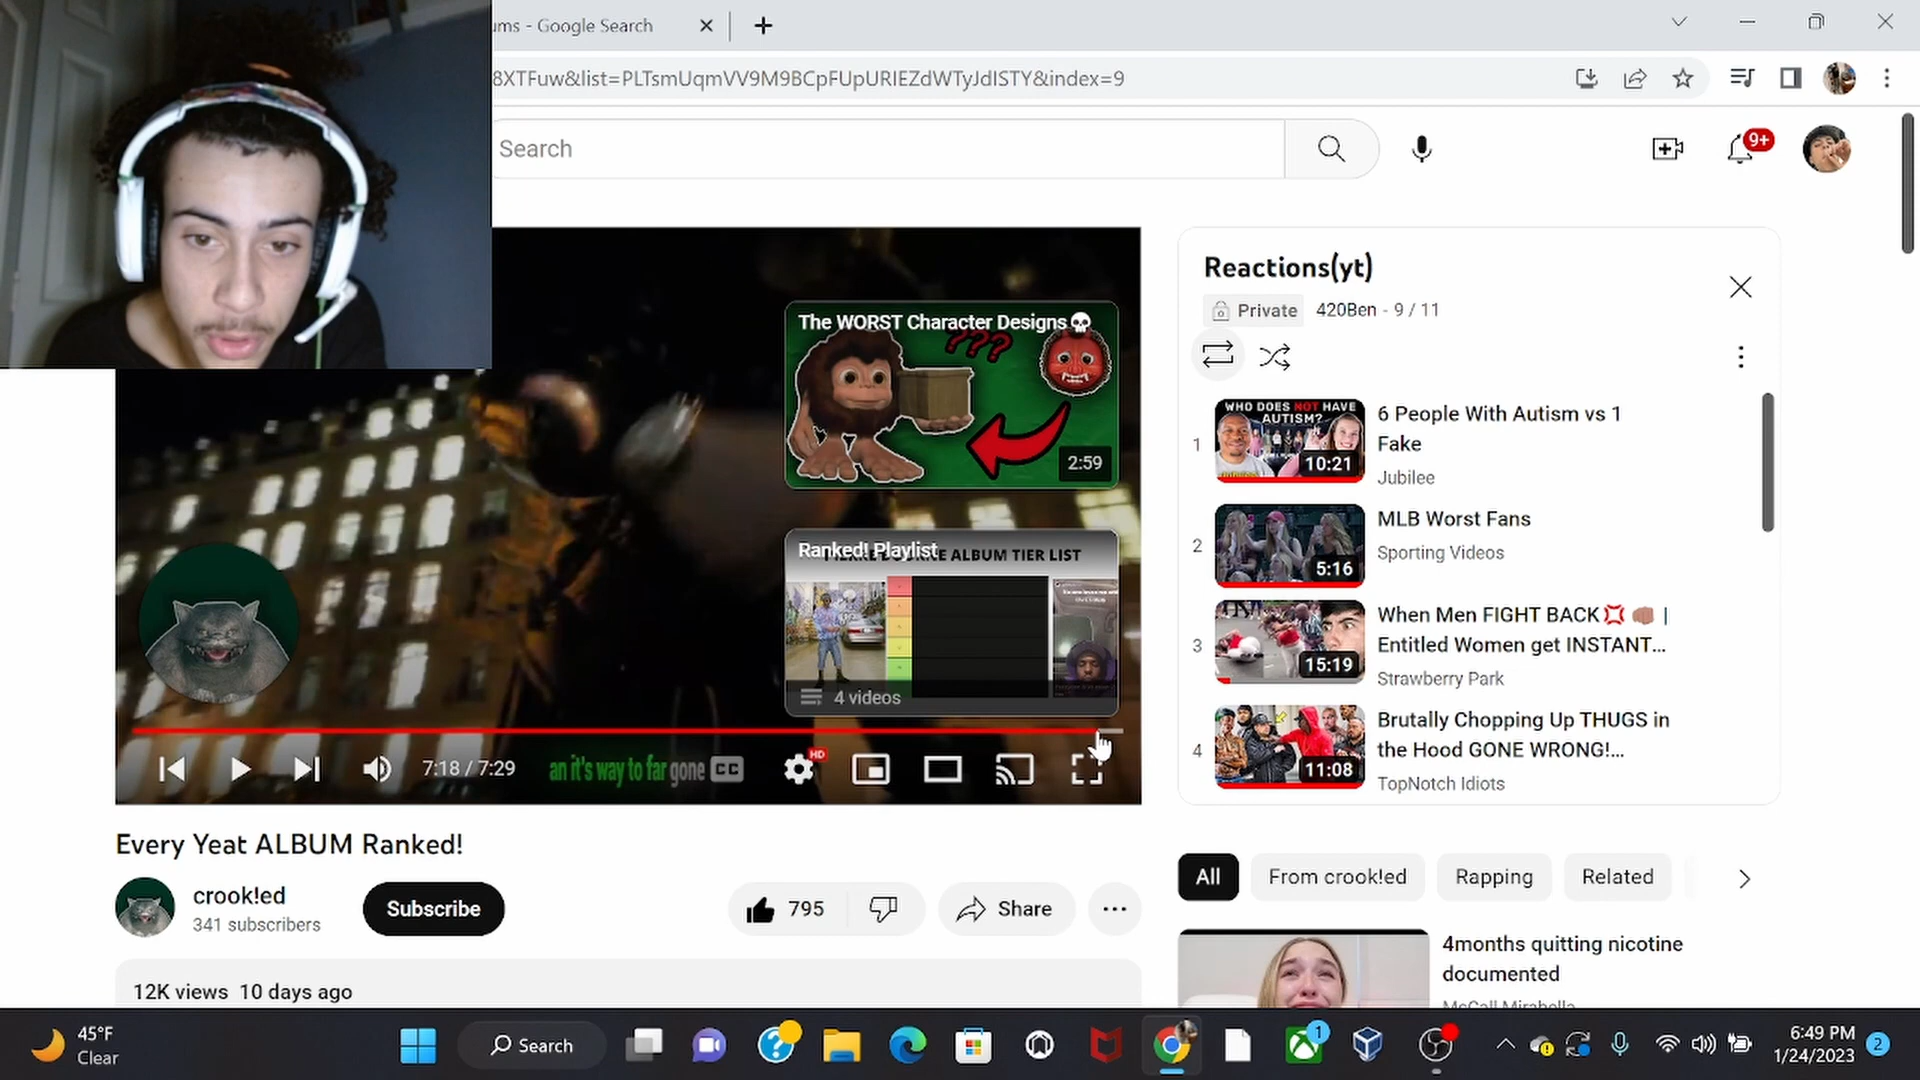 ums - Google Search
8XTFuw&list=PLTsmUqmVV9M9BCpFUpURIEZdWTyJdISTY&index=9
Search
9+
Reactions(yt)
Private 420Ben - 9 / 11
The WORST Character Designs
???
2:59
Ranked! Playlist
ALBUM TIER LIST
4 videos
7:18 / 7:29
an it's way to far gone
CC
HD
1
WHO DOES NOT HAVE AUTISM?
10:21
6 People With Autism vs 1 Fake
Jubilee
2
5:16
MLB Worst Fans
Sporting Videos
3
15:19
When Men FIGHT BACK |
Entitled Women get INSTANT...
Strawberry Park
4
11:08
Brutally Chopping Up THUGS in
the Hood GONE WRONG!...
TopNotch Idiots
Every Yeat ALBUM Ranked!
crook!ed
341 subscribers
Subscribe
795
Share
12K views 10 days ago
All
From crook!ed
Rapping
Related
4months quitting nicotine
documented
McCall Mirabella
45°F
Clear
Search
1
6:49 PM
1/24/2023
2